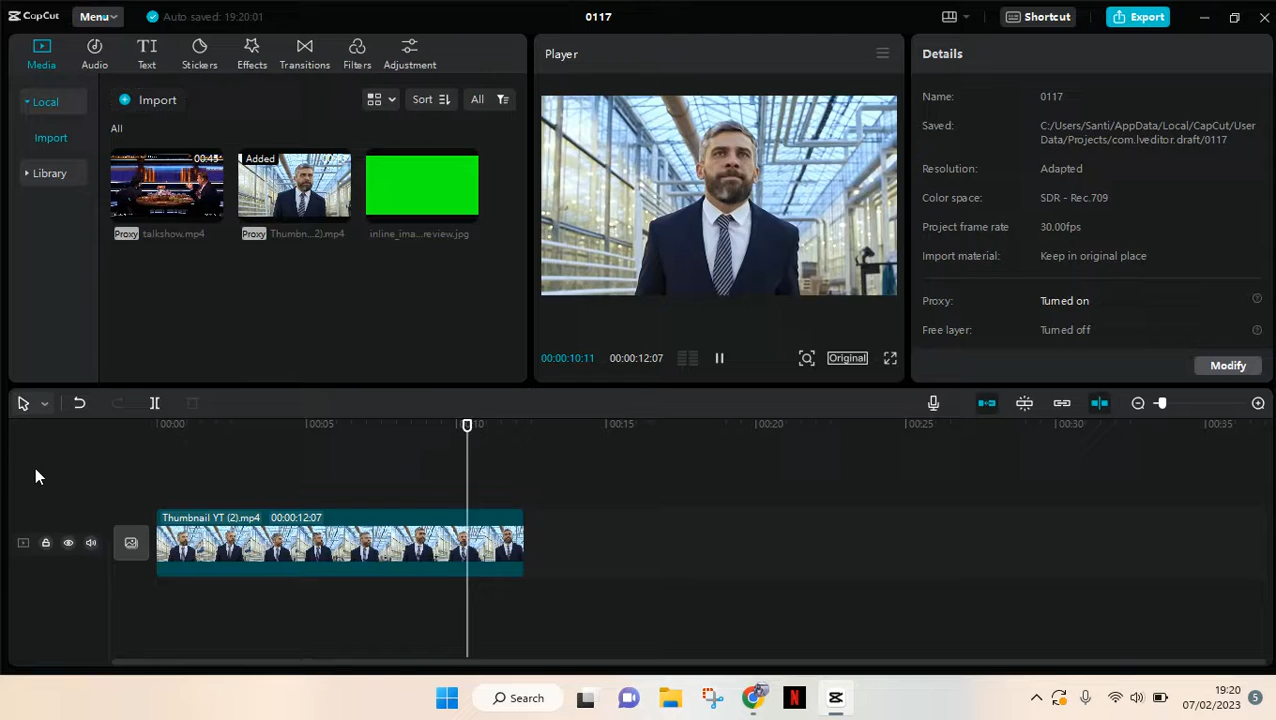 CapCut
Menu
Auto saved: 19:20:01
0117
Shortcut
Export
Media
Audio
Text
Stickers
Effects
Transitions
Filters
Adjustment
Local
Import
Library
Import
Sort
All
All
00:45
Added
Proxy talkshow.mp4
Proxy Thumbn...2).mp4
inline_ima...review.jpg
Player
00:00:10:11
00:00:12:07
Original
Details
Name: 0117
Saved: C:/Users/Santi/AppData/Local/CapCut/User
Data/Projects/com.lveditor.draft/0117
Resolution: Adapted
Color space: SDR - Rec.709
Project frame rate 30.00fps
Import material: Keep in original place
Proxy: Turned on
Free layer: Turned off
Modify
00:00
00:05
00:10
00:15
00:20
00:25
00:30
00:35
Thumbnail YT (2).mp4 00:00:12:07
Search
N
19:20
07/02/2023
5